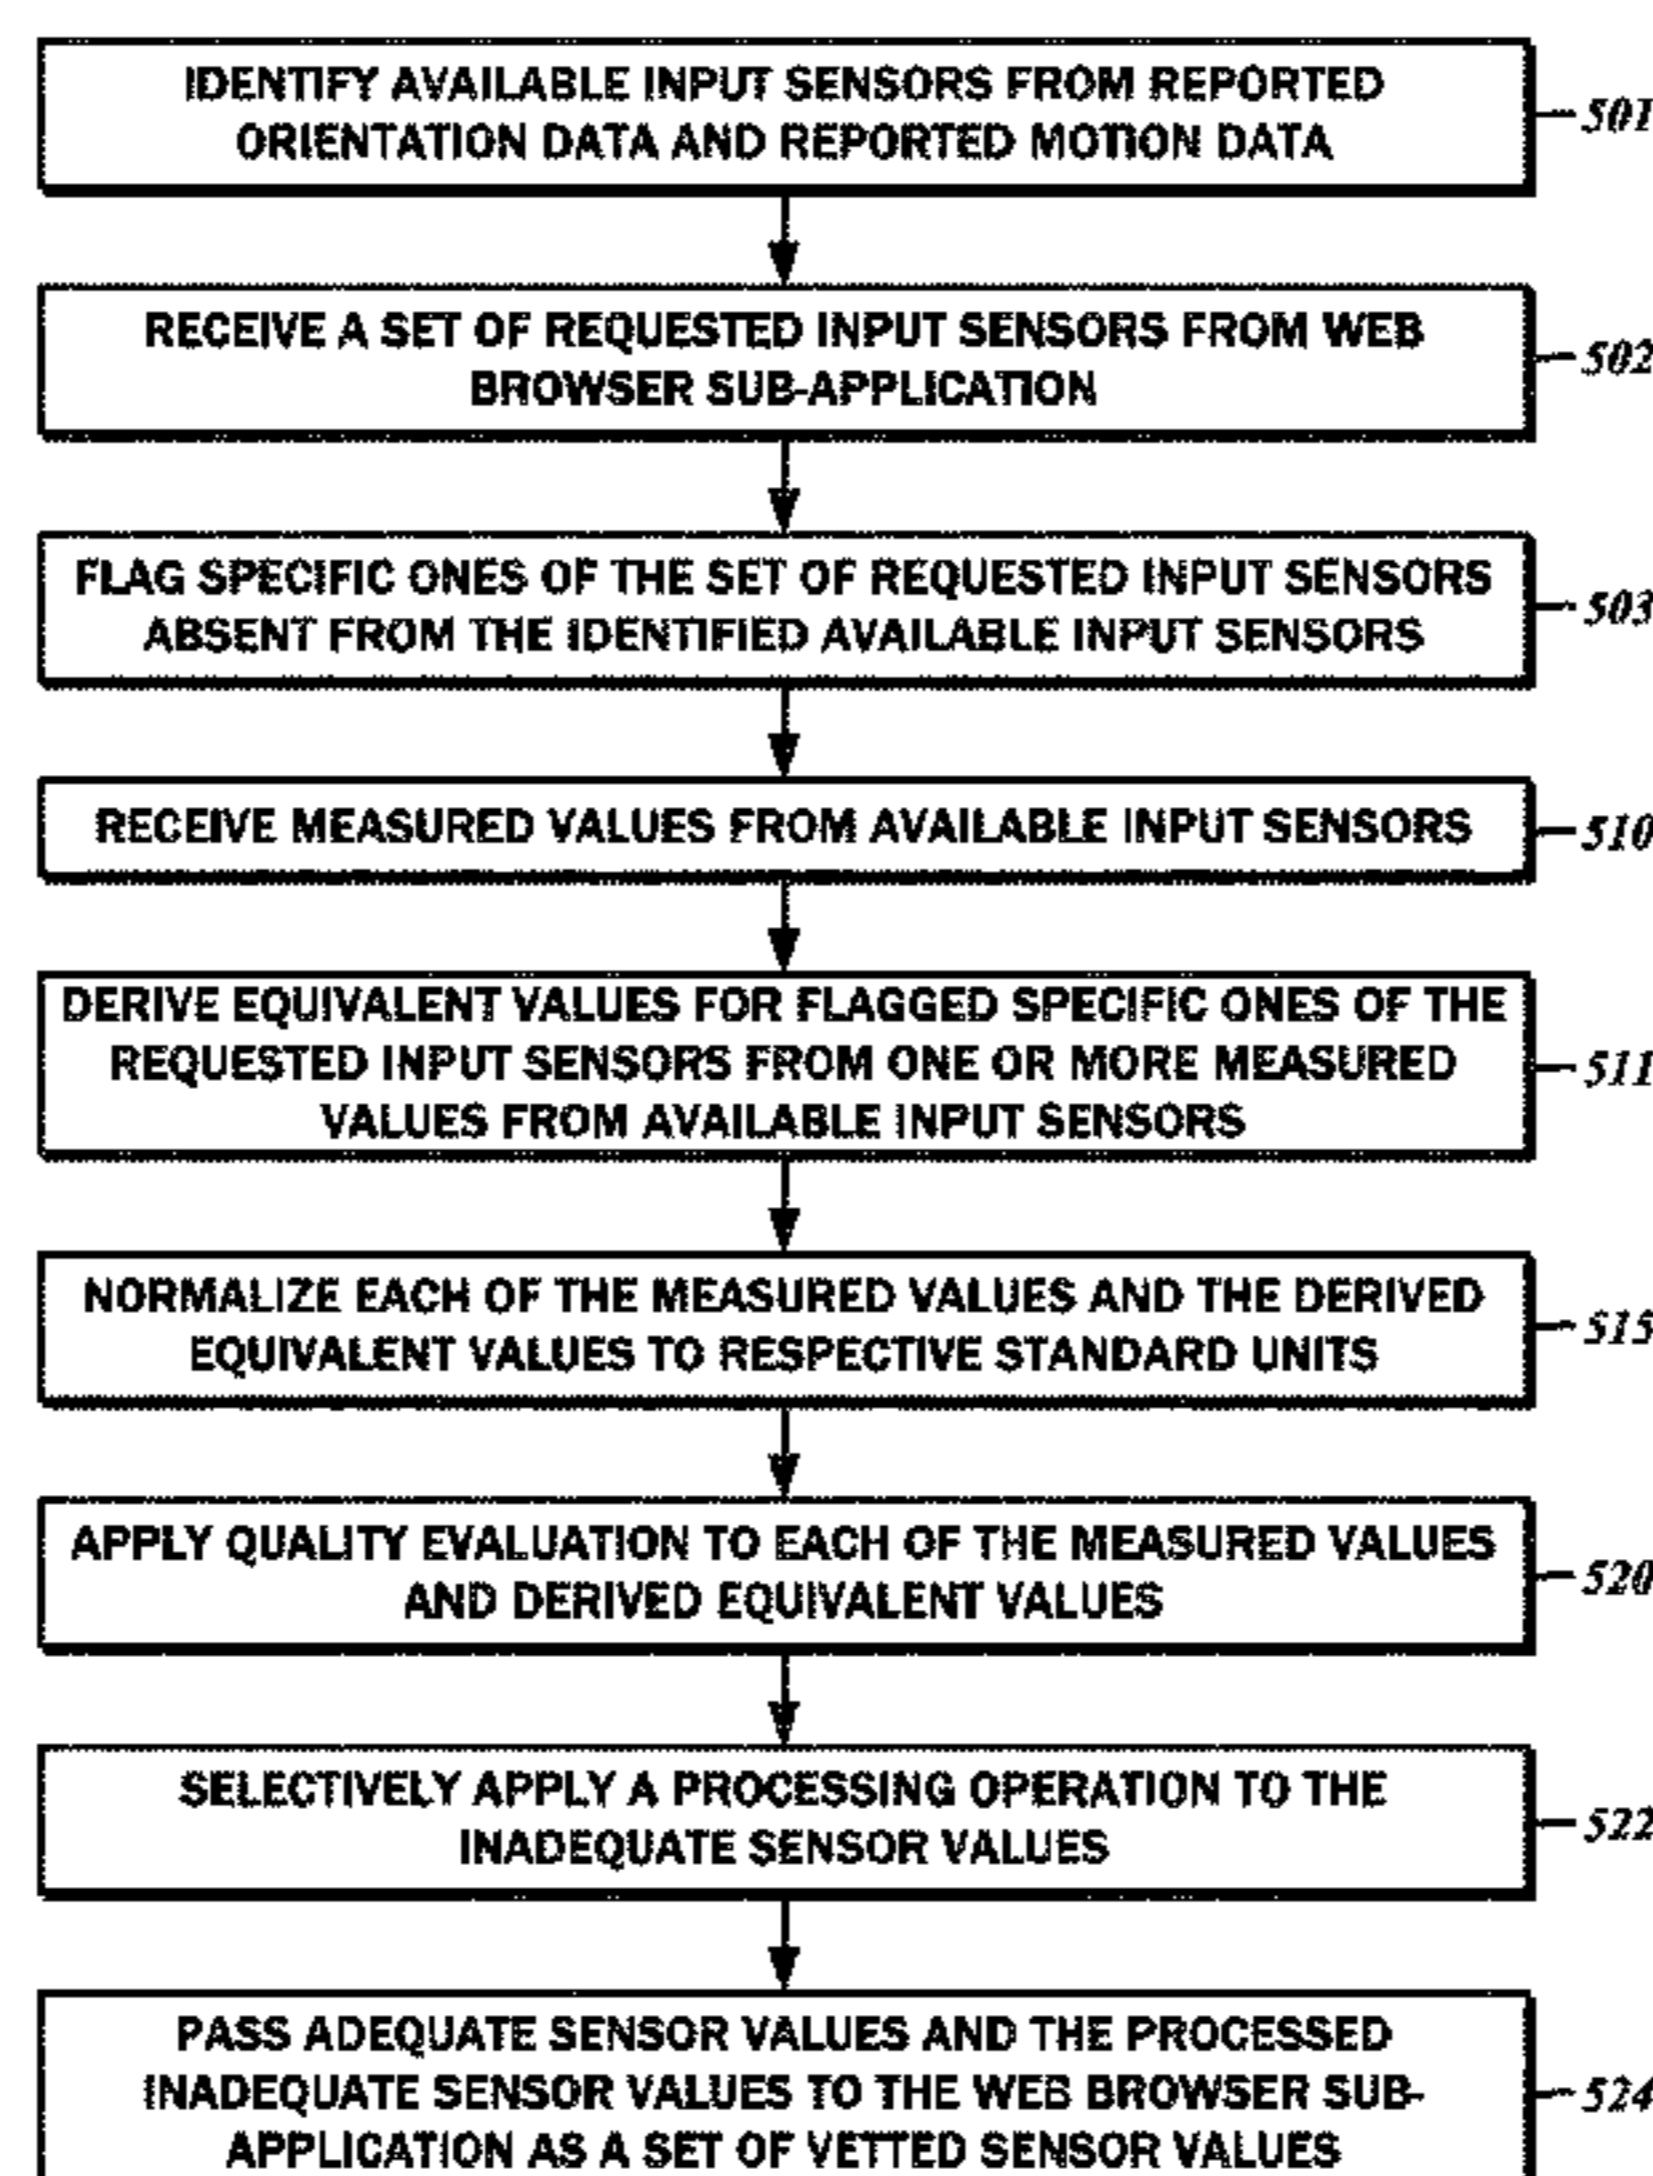 IDENTIFY AVAILABLE INPUT SENSORS FROM REPORTED
ORIENTATION DATA AND REPORTED MOTION DATA
501
RECEIVE A SET OF REQUESTED INPUT SENSORS FROM WEB
BROWSER SUB-APPLICATION
502
FLAG SPECIFIC ONES OF THE SET OF REQUESTED INPUT SENSORS
ABSENT FROM THE IDENTIFIED AVAILABLE INPUT SENSORS
503
RECEIVE MEASURED VALUES FROM AVAILABLE INPUT SENSORS
510
DERIVE EQUIVALENT VALUES FOR FLAGGED SPECIFIC ONES OF THE
REQUESTED INPUT SENSORS FROM ONE OR MORE MEASURED
VALUES FROM AVAILABLE INPUT SENSORS
511
NORMALIZE EACH OF THE MEASURED VALUES AND THE DERIVED
EQUIVALENT VALUES TO RESPECTIVE STANDARD UNITS
515
APPLY QUALITY EVALUATION TO EACH OF THE MEASURED VALUES
AND DERIVED EQUIVALENT VALUES
520
SELECTIVELY APPLY A PROCESSING OPERATION TO THE
INADEQUATE SENSOR VALUES
522
PASS ADEQUATE SENSOR VALUES AND THE PROCESSED
INADEQUATE SENSOR VALUES TO THE WEB BROWSER SUB-
APPLICATION AS A SET OF VETTED SENSOR VALUES
524